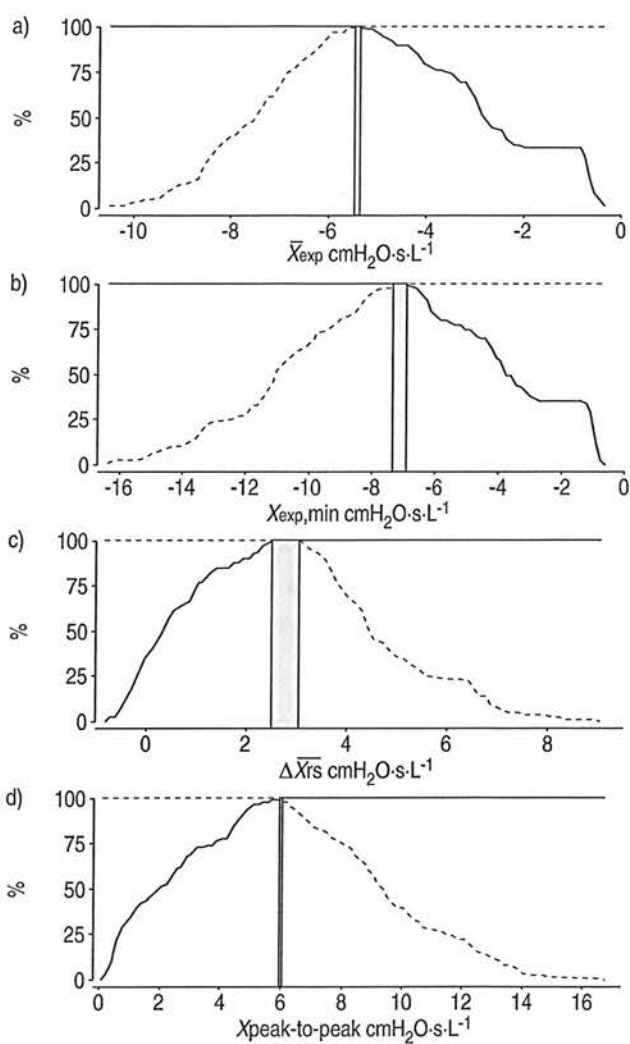 a)
100
75
50
25
0
%
-10 -8 -6 -4 -2 0
X̅exp cmH₂O·s·L⁻¹
b)
100
75
50
25
0
%
-16 -14 -12 -10 -8 -6 -4 -2 0
Xexp,min cmH₂O·s·L⁻¹
c)
100
75
50
25
0
%
0 2 4 6 8
ΔX̅r̅s̅ cmH₂O·s·L⁻¹
d)
100
75
50
25
0
%
0 2 4 6 8 10 12 14 16
Xpeak-to-peak cmH₂O·s·L⁻¹